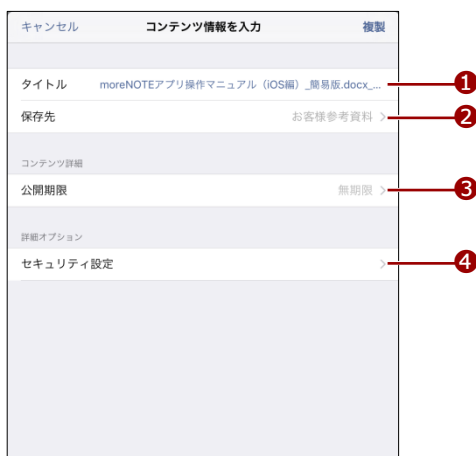 キャンセル コンテンツ情報を入力 複製
タイトル moreNOTEアプリ操作マニュアル（iOS編）_簡易版.docx_... ❶
保存先 お客様参考資料 > ❷
コンテンツ詳細
公開期限 無期限 > ❸
詳細オプション
セキュリティ設定 > ❹